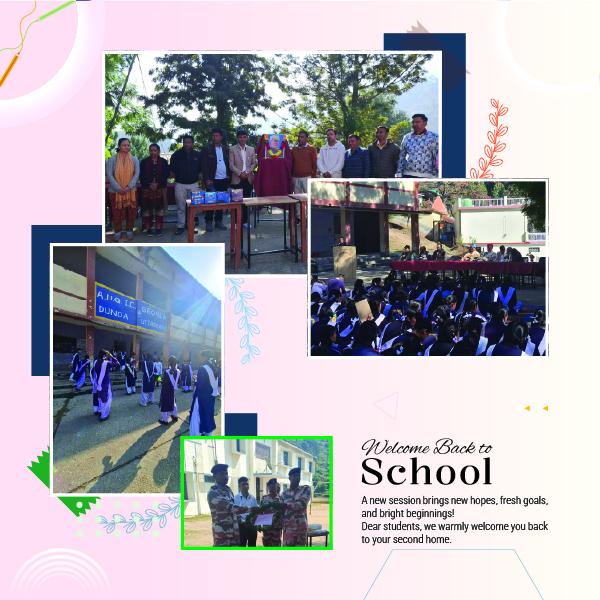 A.U.G.I.C.
DUNDA
Welcome Back to
School
A new session brings new hopes, fresh goals,
and bright beginnings!
Dear students, we warmly welcome you back
to your second home.